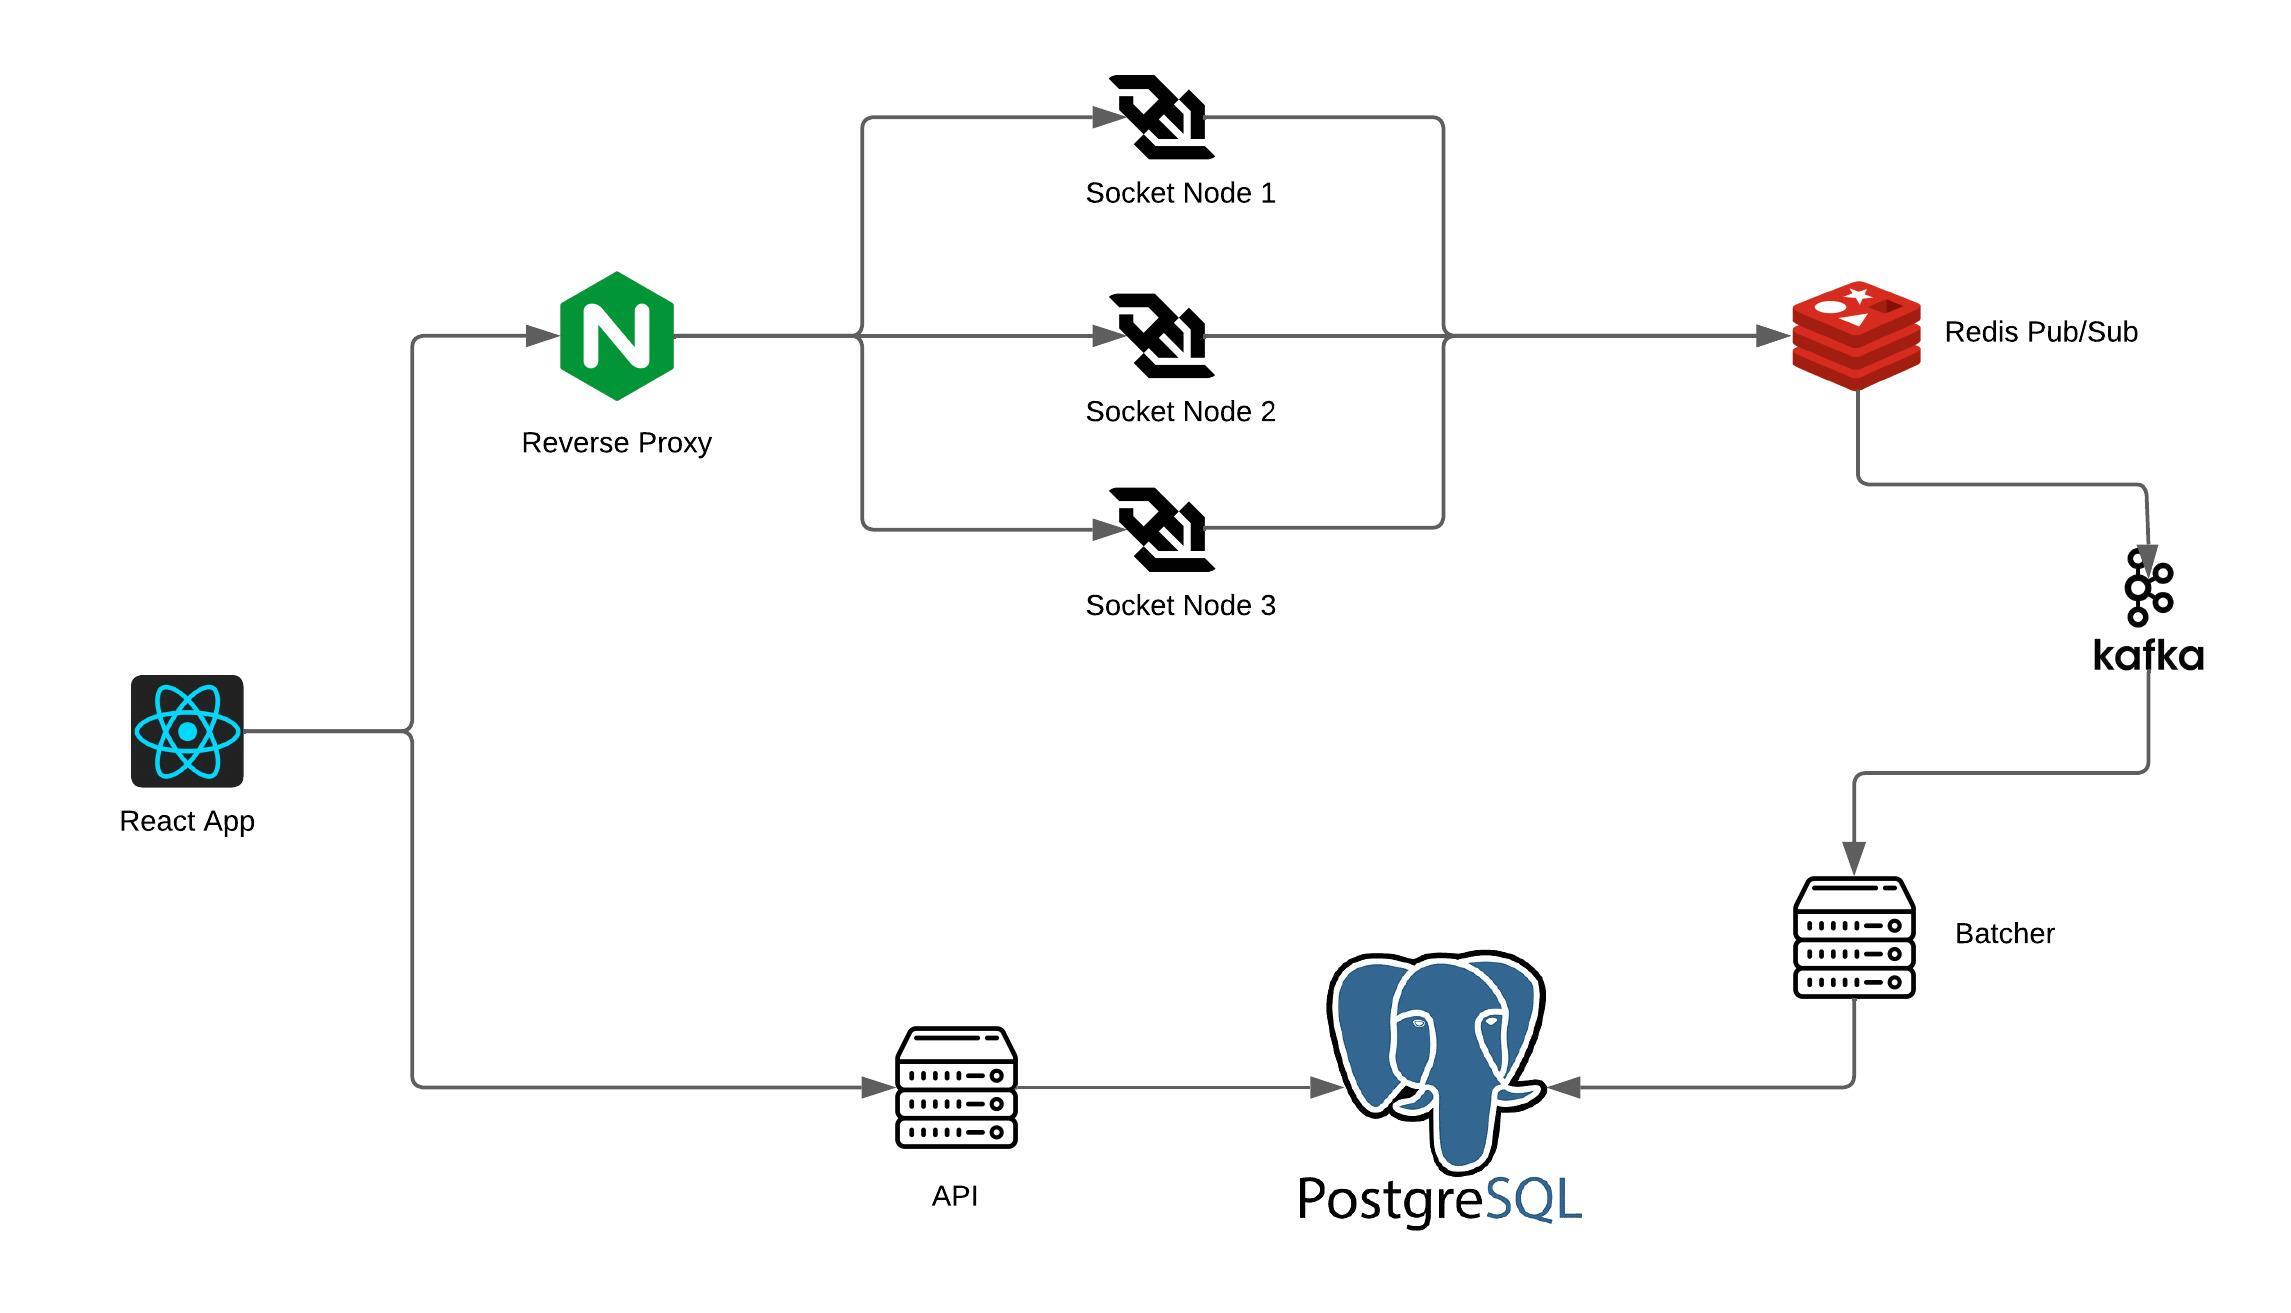 Socket Node 1
Redis Pub/Sub
Socket Node 2
Reverse Proxy
Socket Node 3
kafka
React App
Batcher
API
PostgreSQL